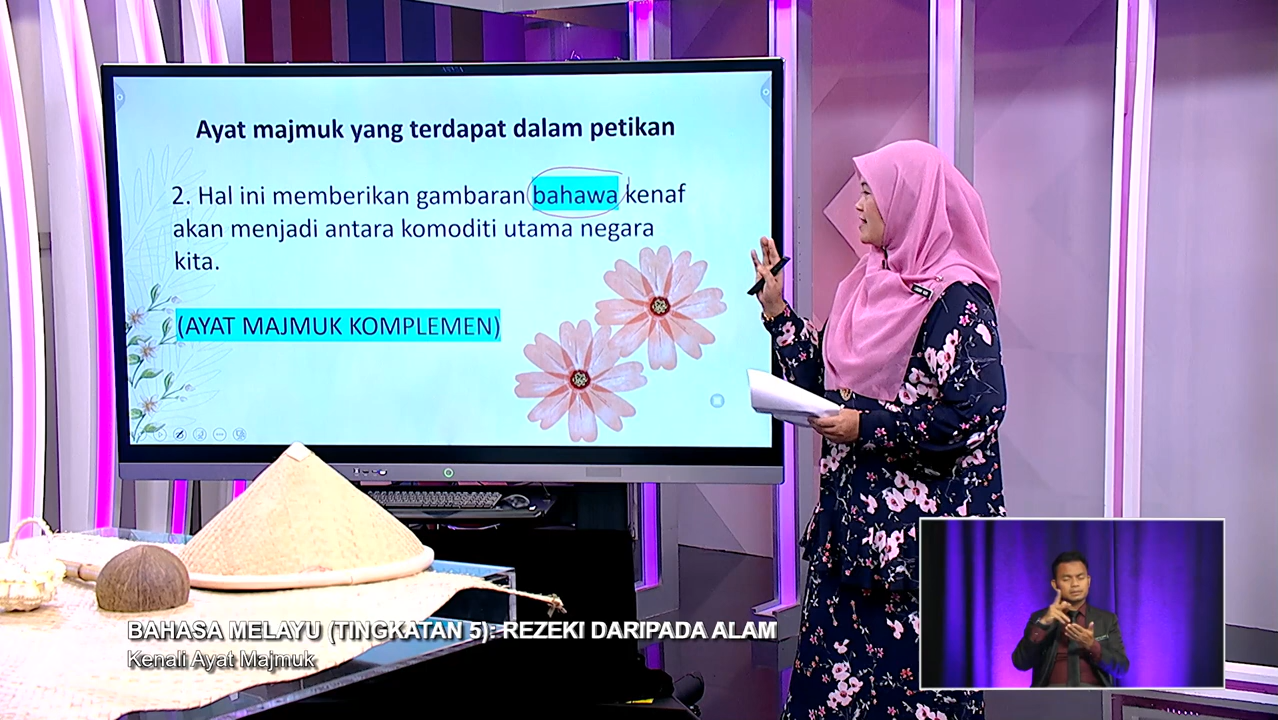 Ayat majmuk yang terdapat dalam petikan
2. Hal ini memberikan gambaran bahawa kenaf
akan menjadi antara komoditi utama negara
kita.
(AYAT MAJMUK KOMPLEMEN)
BAHASA MELAYU (TINGKATAN 5): REZEKI DARIPADA ALAM
Kenali Ayat Majmuk